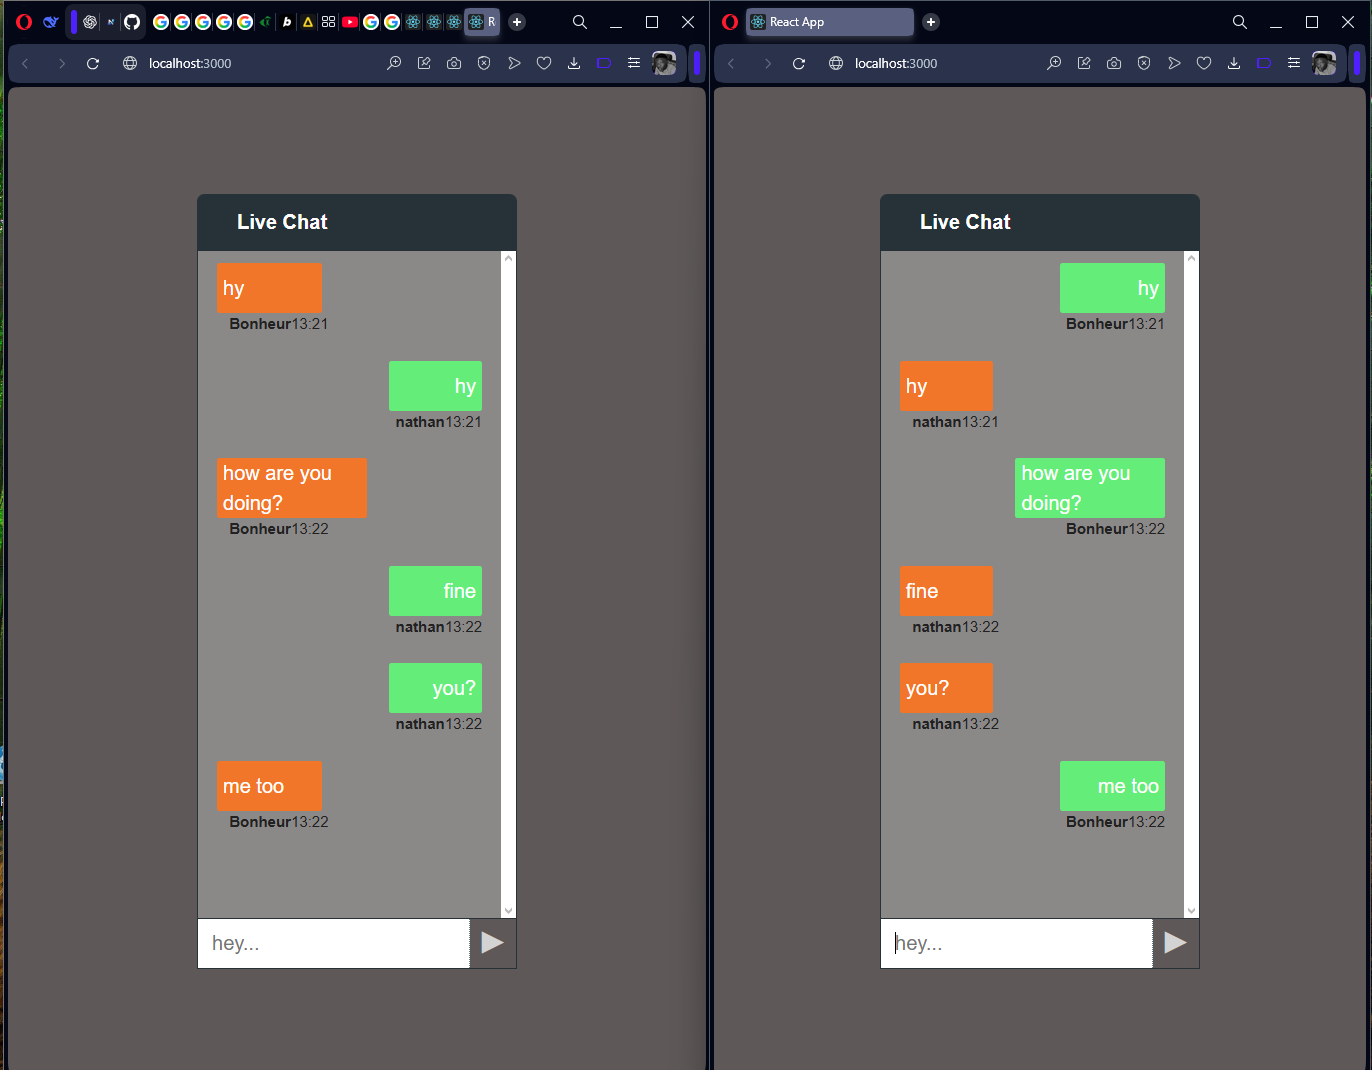 R
localhost:3000
Live Chat
hy
Bonheur13:21
hy
nathan13:21
how are you
doing?
Bonheur13:22
fine
nathan13:22
you?
nathan13:22
me too
Bonheur13:22
hey...
React App
localhost:3000
Live Chat
hy
Bonheur13:21
hy
nathan13:21
how are you
doing?
Bonheur13:22
fine
nathan13:22
you?
nathan13:22
me too
Bonheur13:22
hey...